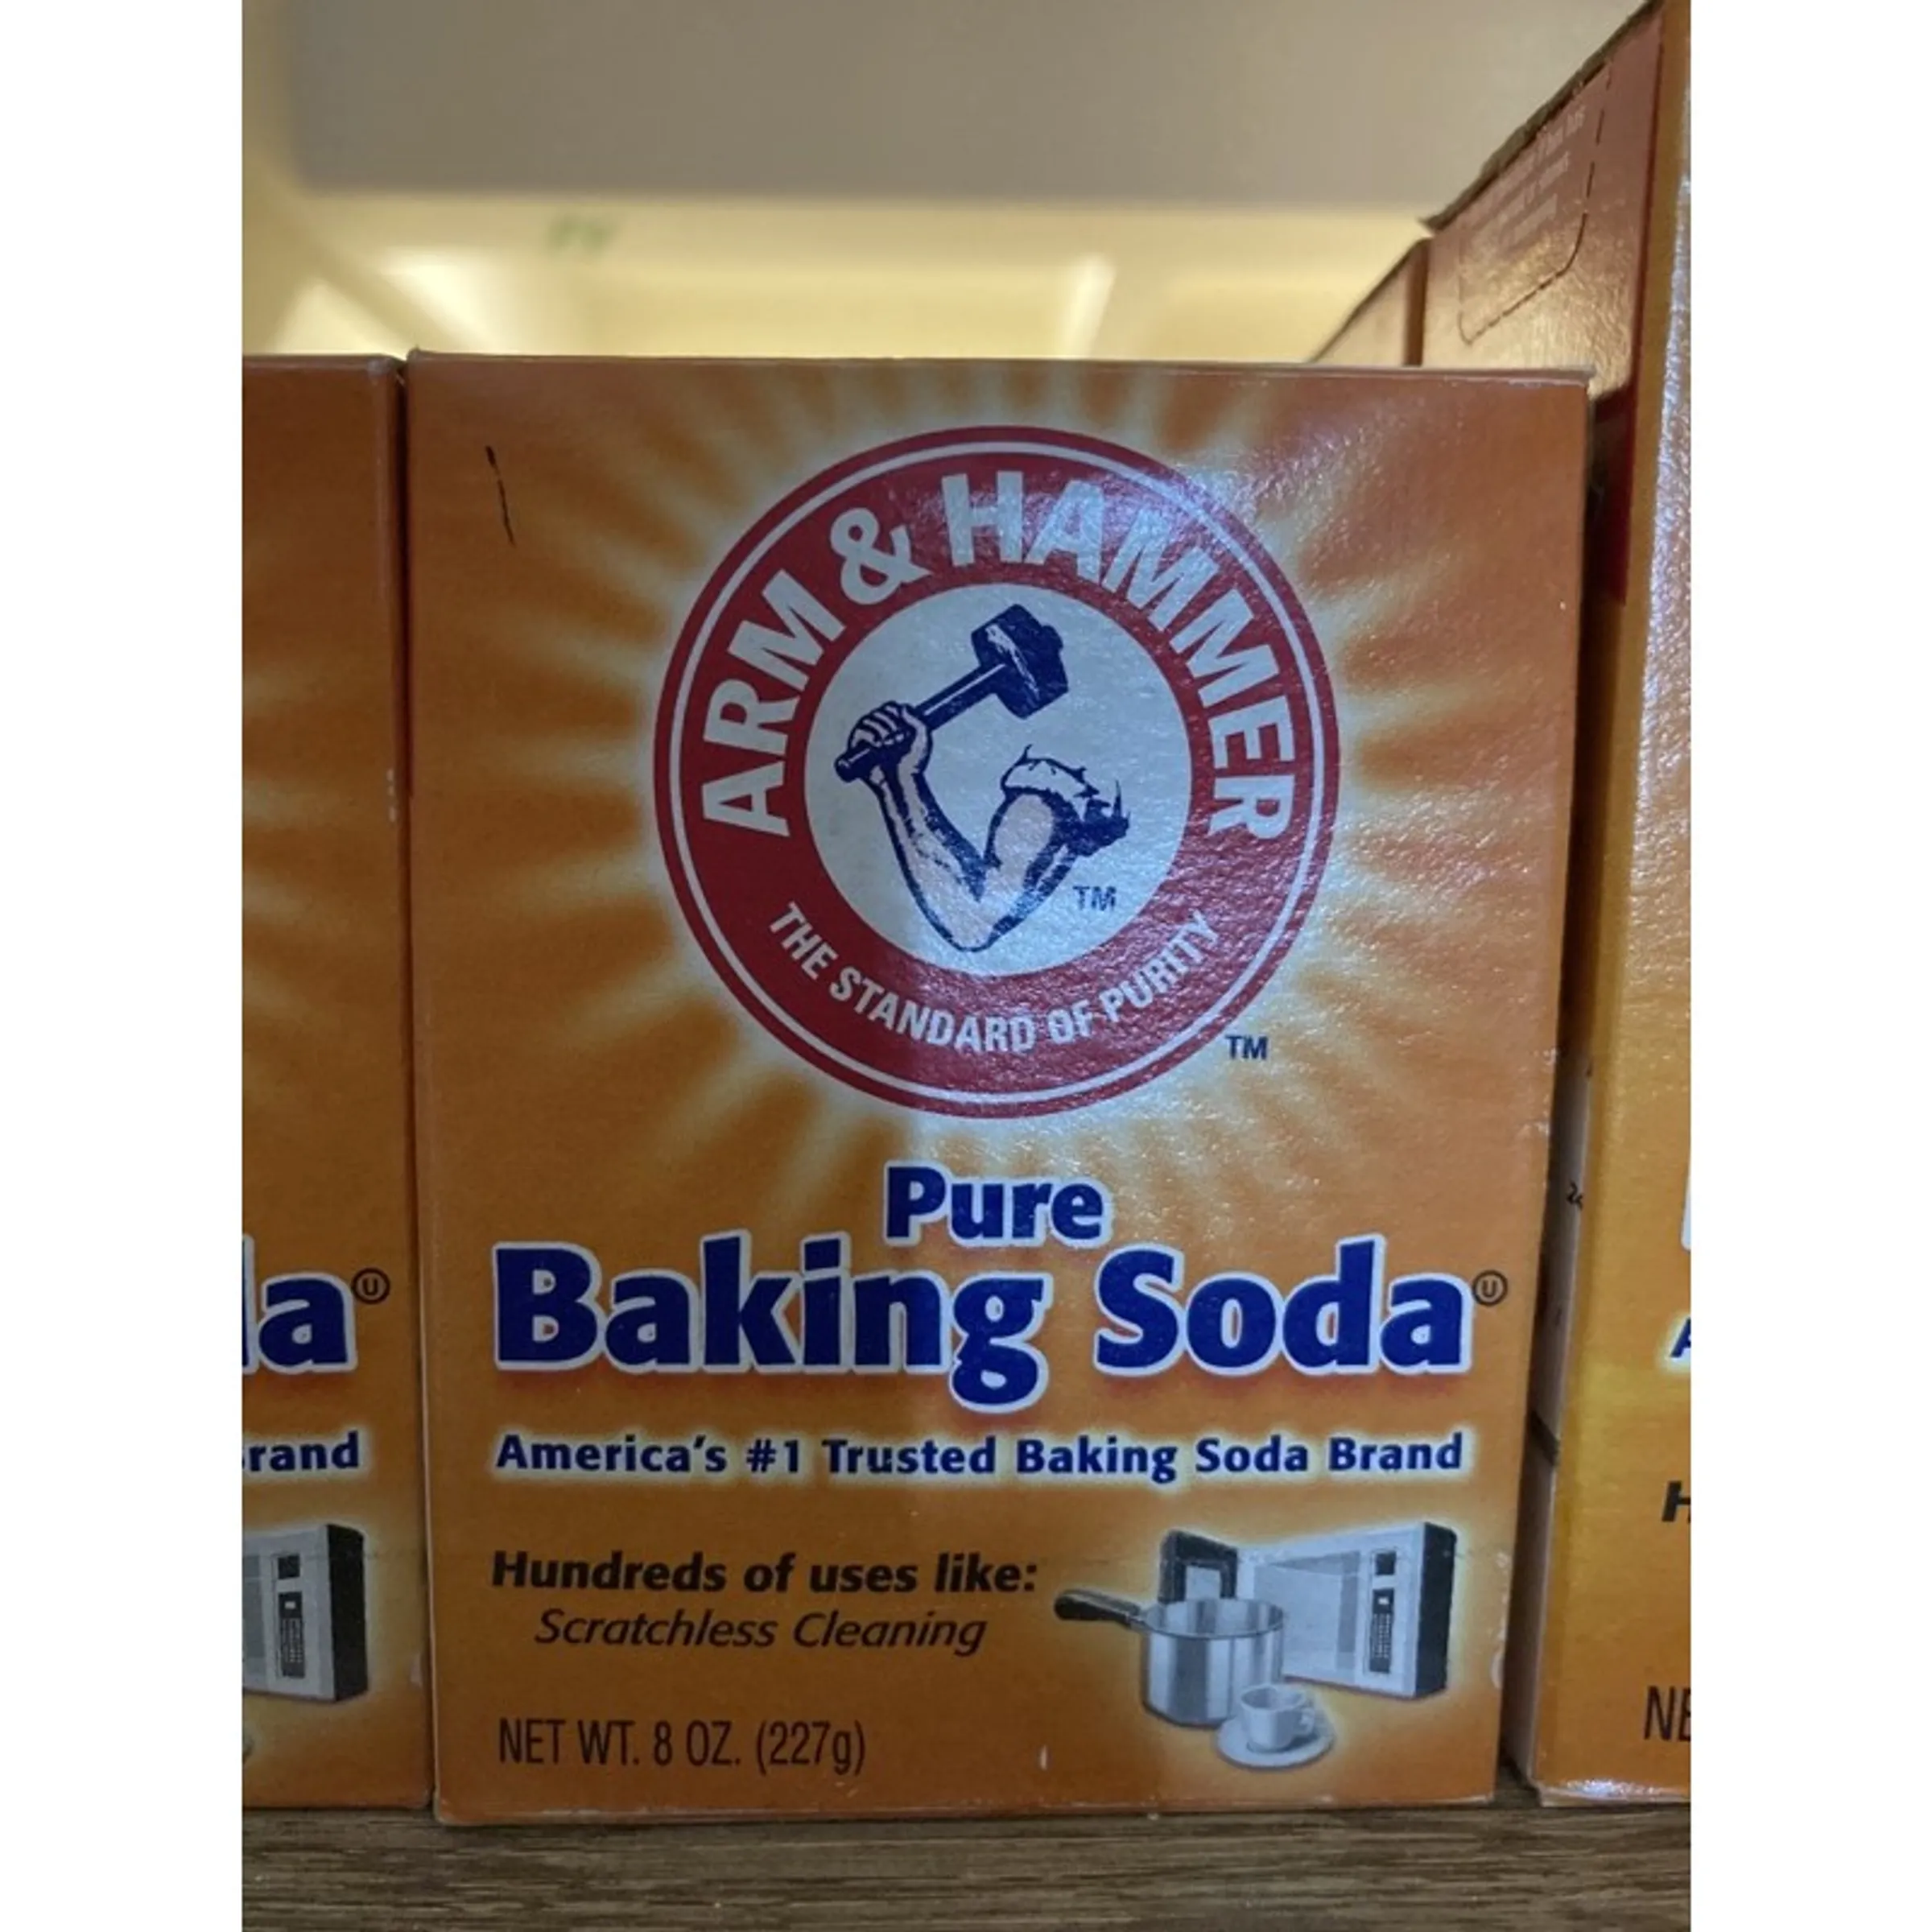 ARM & HAMMER
TM
THE STANDARD OF PURITY
TM
Pure
Baking Soda
U
America's #1 Trusted Baking Soda Brand
Hundreds of uses like:
Scratchless Cleaning
NET WT. 8 OZ. (227g)
a
U
rand
A
H
NE